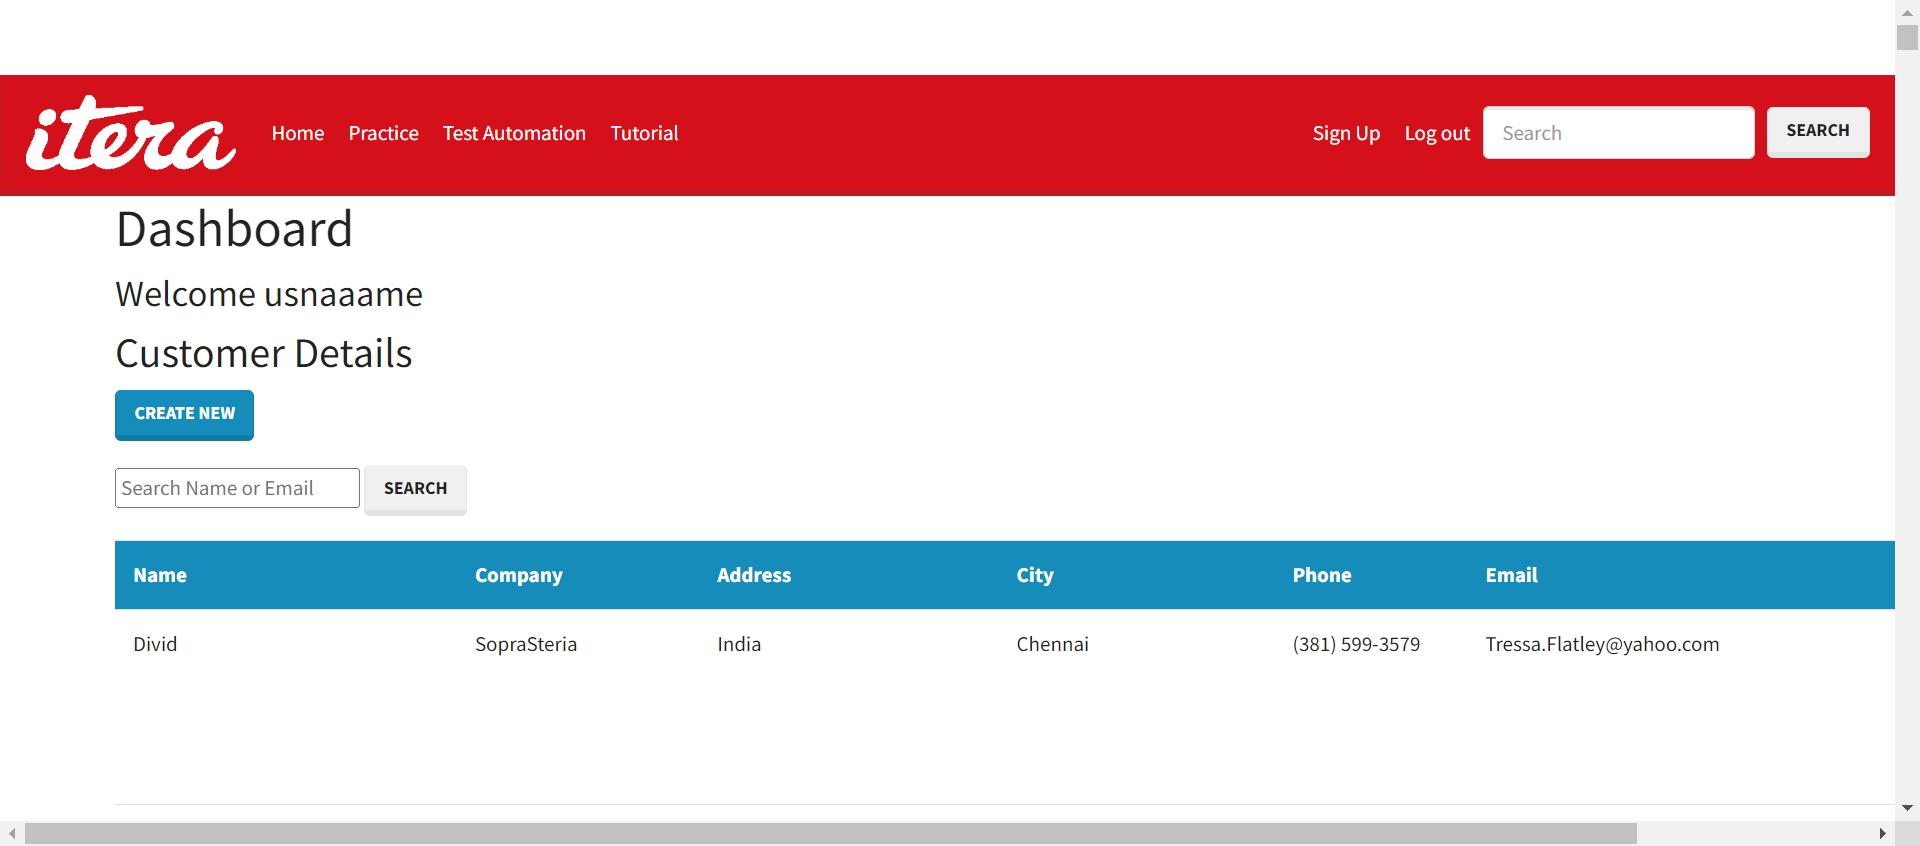 itera Home Practice Test Automation Tutorial Sign Up Log out Search SEARCH
Dashboard
Welcome usnaaame
Customer Details
CREATE NEW
Search Name or Email SEARCH
Name Company Address City Phone Email
Divid SopraSteria India Chennai (381) 599-3579 Tressa.Flatley@yahoo.com